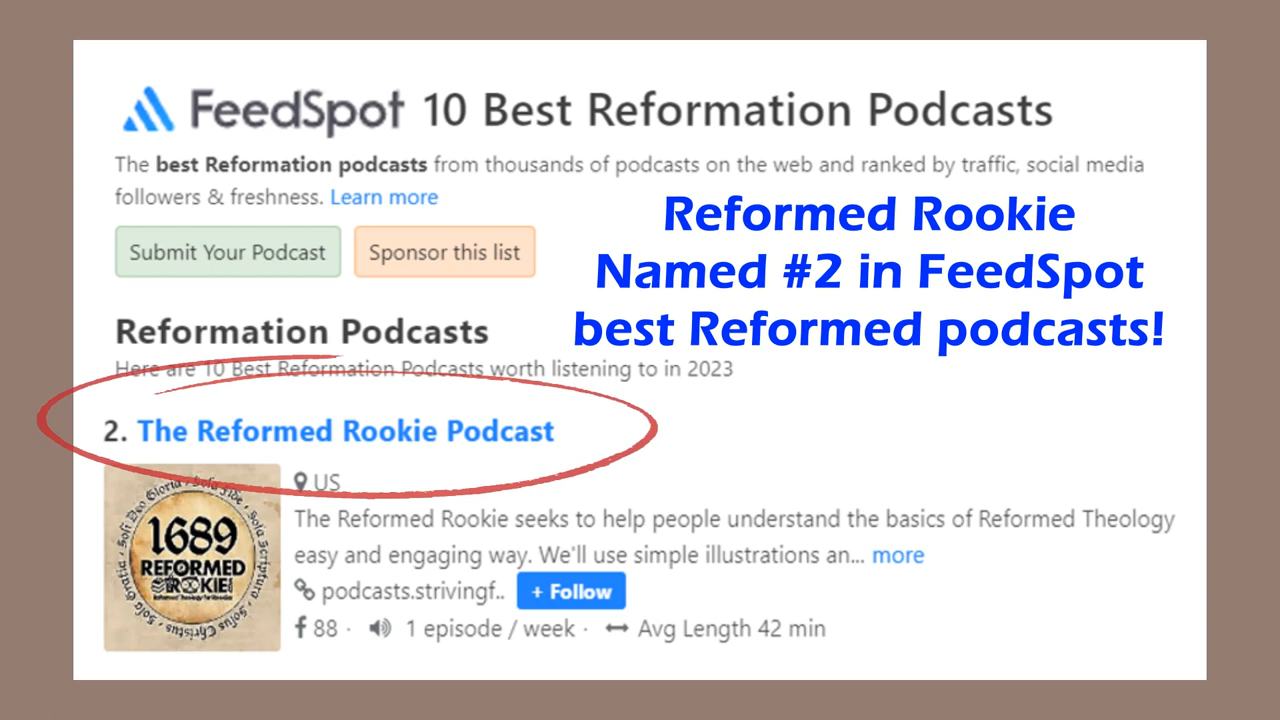 FeedSpot 10 Best Reformation Podcasts
The best Reformation podcasts from thousands of podcasts on the web and ranked by traffic, social media
followers & freshness. Learn more
Submit Your Podcast Sponsor this list
Reformed Rookie
Named #2 in FeedSpot
best Reformed podcasts!
Reformation Podcasts
Here are 10 Best Reformation Podcasts worth listening to in 2023
2. The Reformed Rookie Podcast
Soli Deo Gloria · Sola Fide · Sola Scriptura · Solus Christus · Sola Gratia ·
1689
REFORMED
ROOKIE
US
The Reformed Rookie seeks to help people understand the basics of Reformed Theology
easy and engaging way. We'll use simple illustrations an... more
podcasts.strivingf.. + Follow
88 · 1 episode / week · Avg Length 42 min